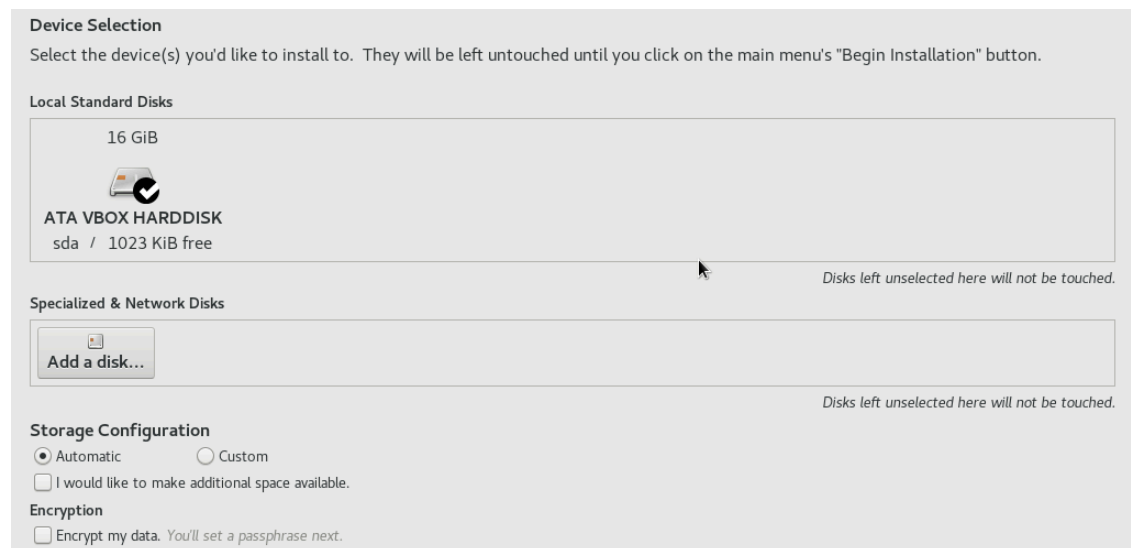 Device Selection
Select the device(s) you'd like to install to.  They will be left untouched until you click on the main menu's "Begin Installation" button.
Local Standard Disks
16 GiB
ATA VBOX HARDDISK
sda / 1023 KiB free
Disks left unselected here will not be touched.
Specialized & Network Disks
Add a disk...
Disks left unselected here will not be touched.
Storage Configuration
Automatic Custom
I would like to make additional space available.
Encryption
Encrypt my data. You'll set a passphrase next.